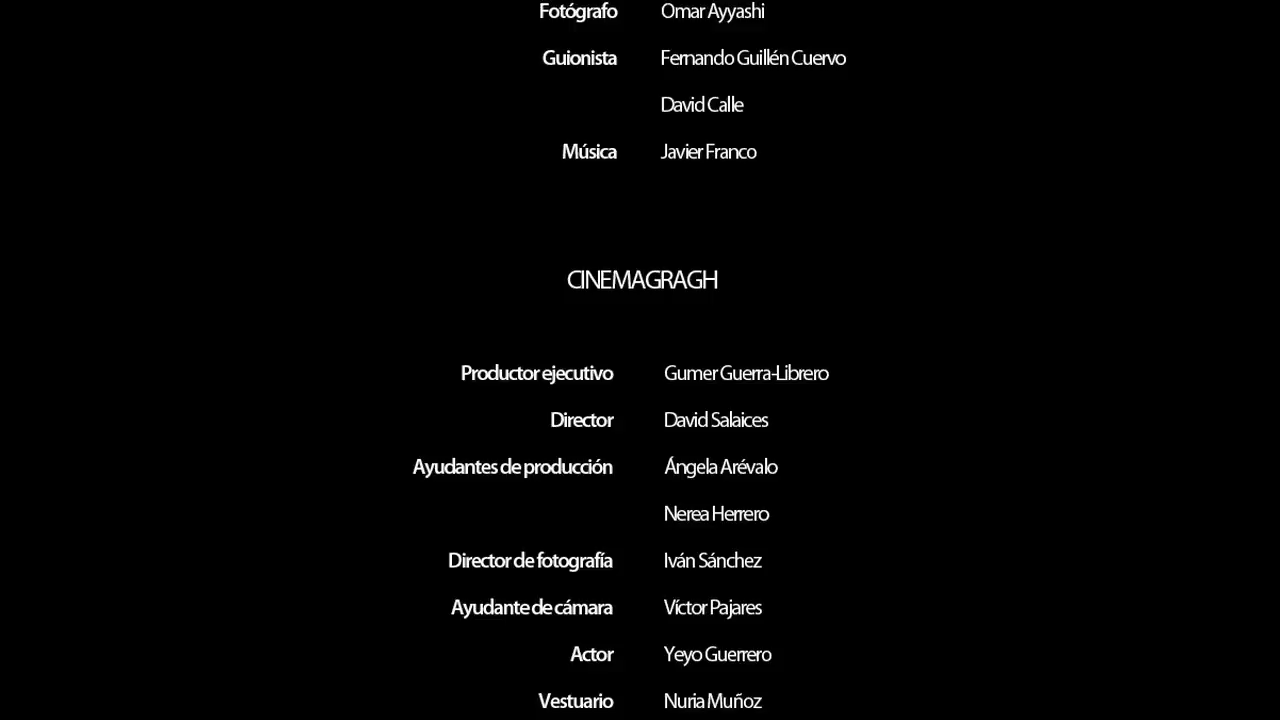 Fotógrafo Omar Ayyashi
Guionista Fernando Guillén Cuervo
David Calle
Música Javier Franco
CINEMAGRAGH
Productor ejecutivo Gumer Guerra-Librero
Director David Salaices
Ayudantes de producción Ángela Arévalo
Nerea Herrero
Director de fotografía Iván Sánchez
Ayudante de cámara Víctor Pajares
Actor Yeyo Guerrero
Vestuario Nuria Muñoz